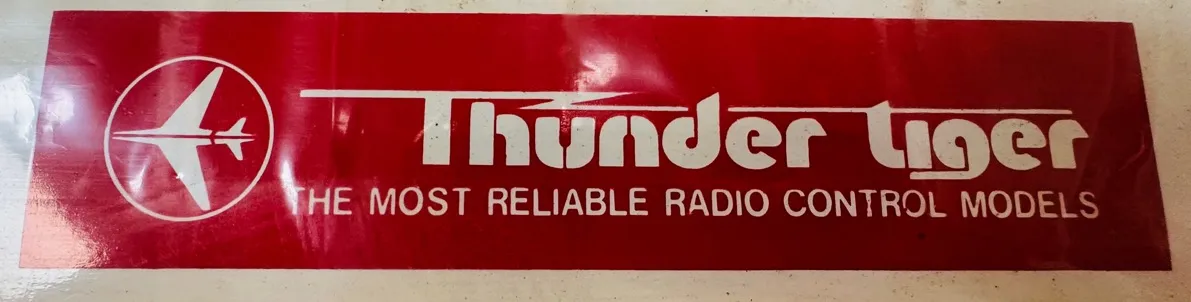 Thunder tiger
THE MOST RELIABLE RADIO CONTROL MODELS